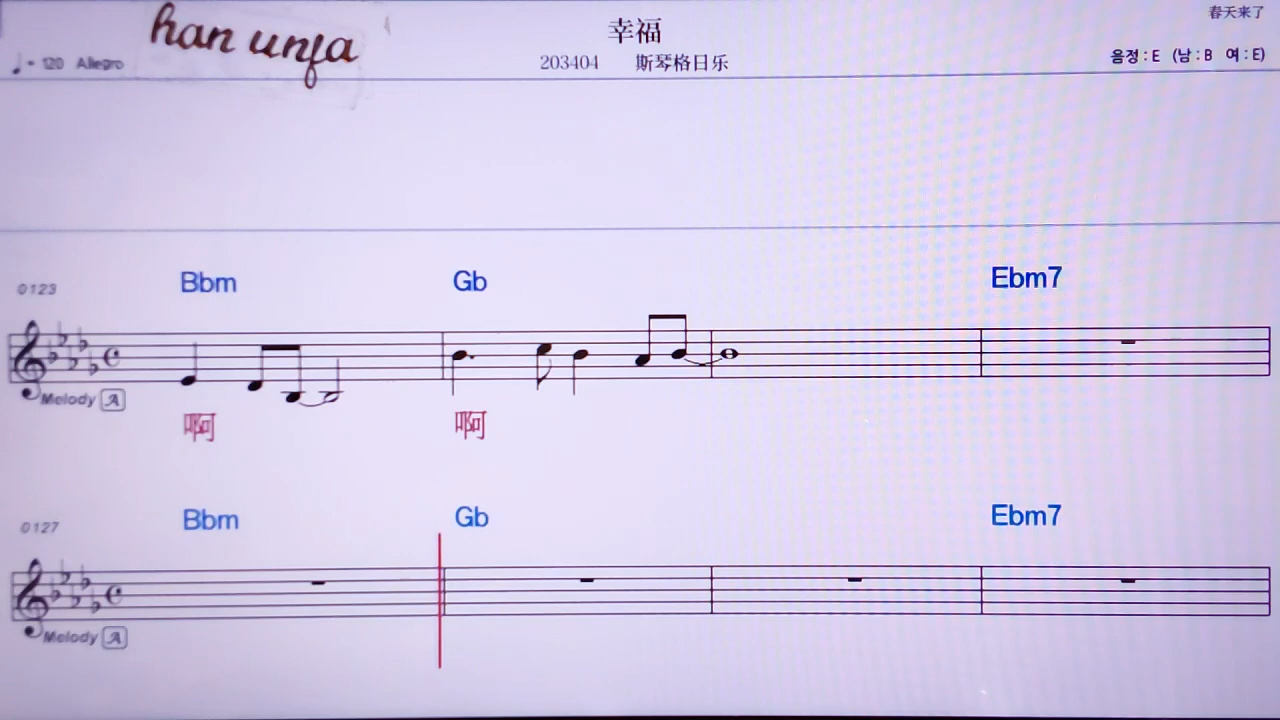 han unfa
幸福
春天来了
♩= 120 Allegro
203404 斯琴格日乐
음정 : E (남 : B 여 : E)
0123
Bbm Gb Ebm7
Melody A
啊 啊
0127
Bbm Gb Ebm7
Melody A